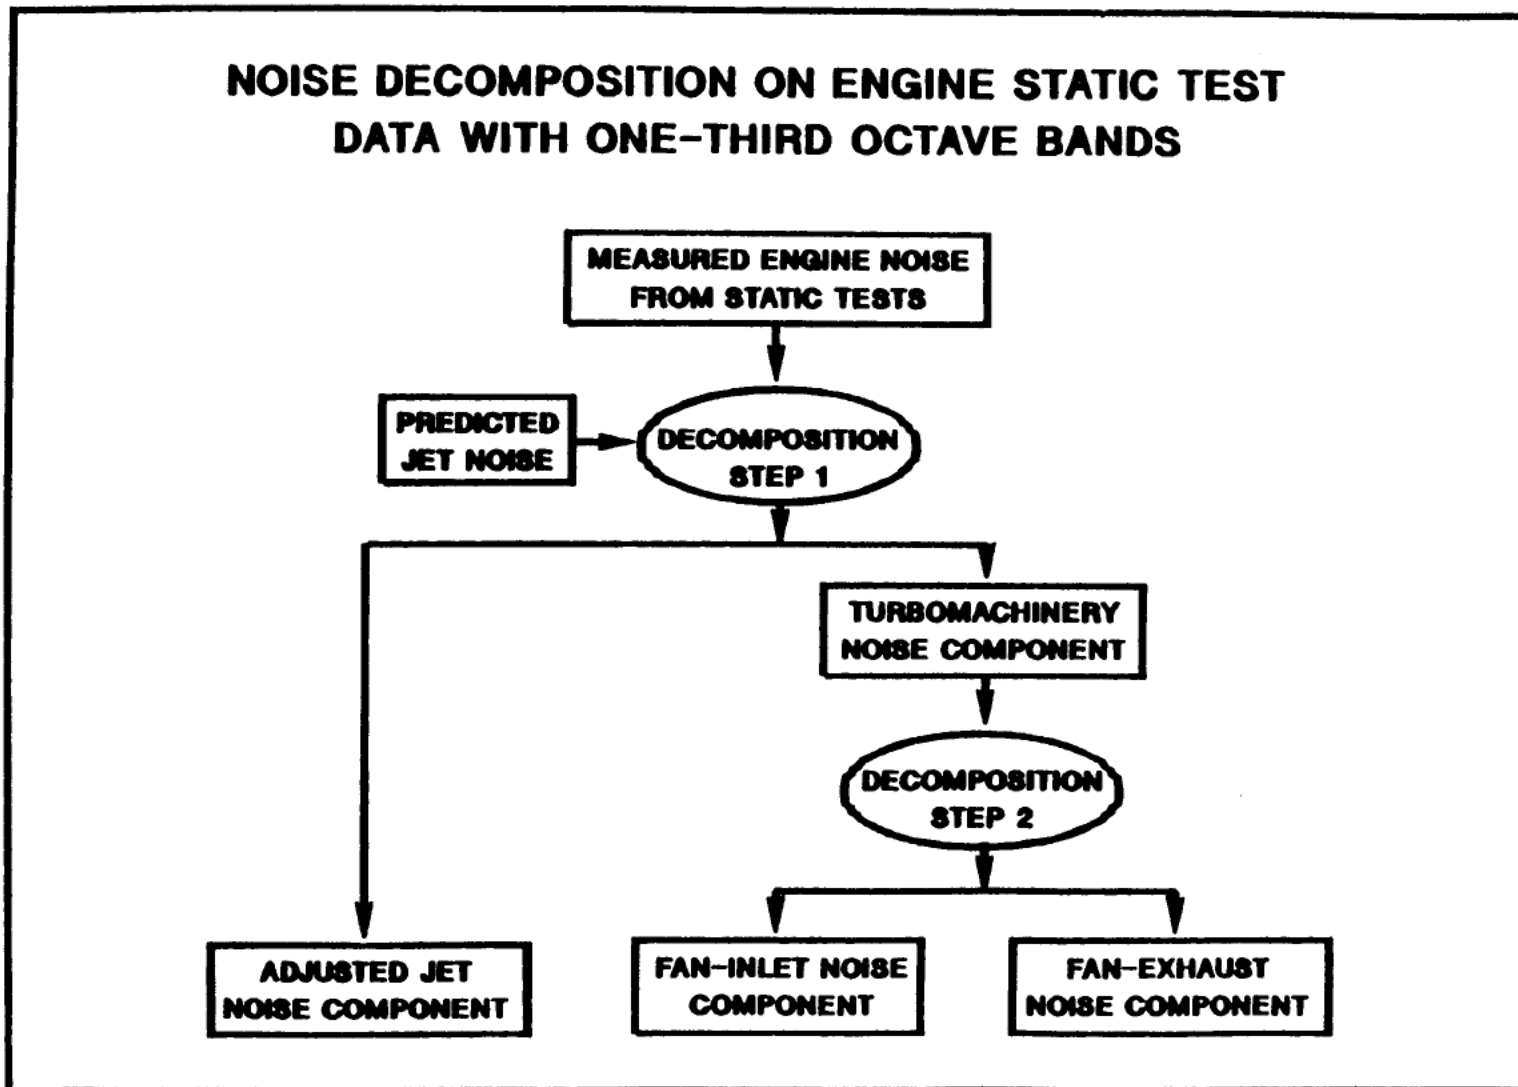 NOISE DECOMPOSITION ON ENGINE STATIC TEST
DATA WITH ONE-THIRD OCTAVE BANDS
MEASURED ENGINE NOISE
FROM STATIC TESTS
PREDICTED
JET NOISE
DECOMPOSITION
STEP 1
TURBOMACHINERY
NOISE COMPONENT
DECOMPOSITION
STEP 2
ADJUSTED JET
NOISE COMPONENT
FAN-INLET NOISE
COMPONENT
FAN-EXHAUST
NOISE COMPONENT